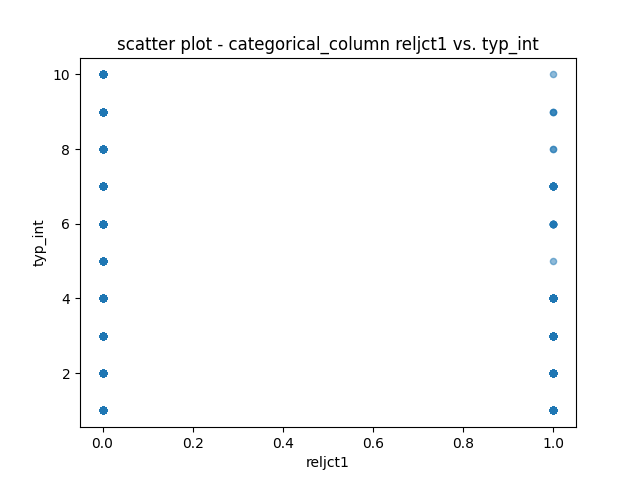 scatter plot - categorical_column reljct1 vs. typ_int
10
8
6
4
2
typ_int
0.0 0.2 0.4 0.6 0.8 1.0
reljct1